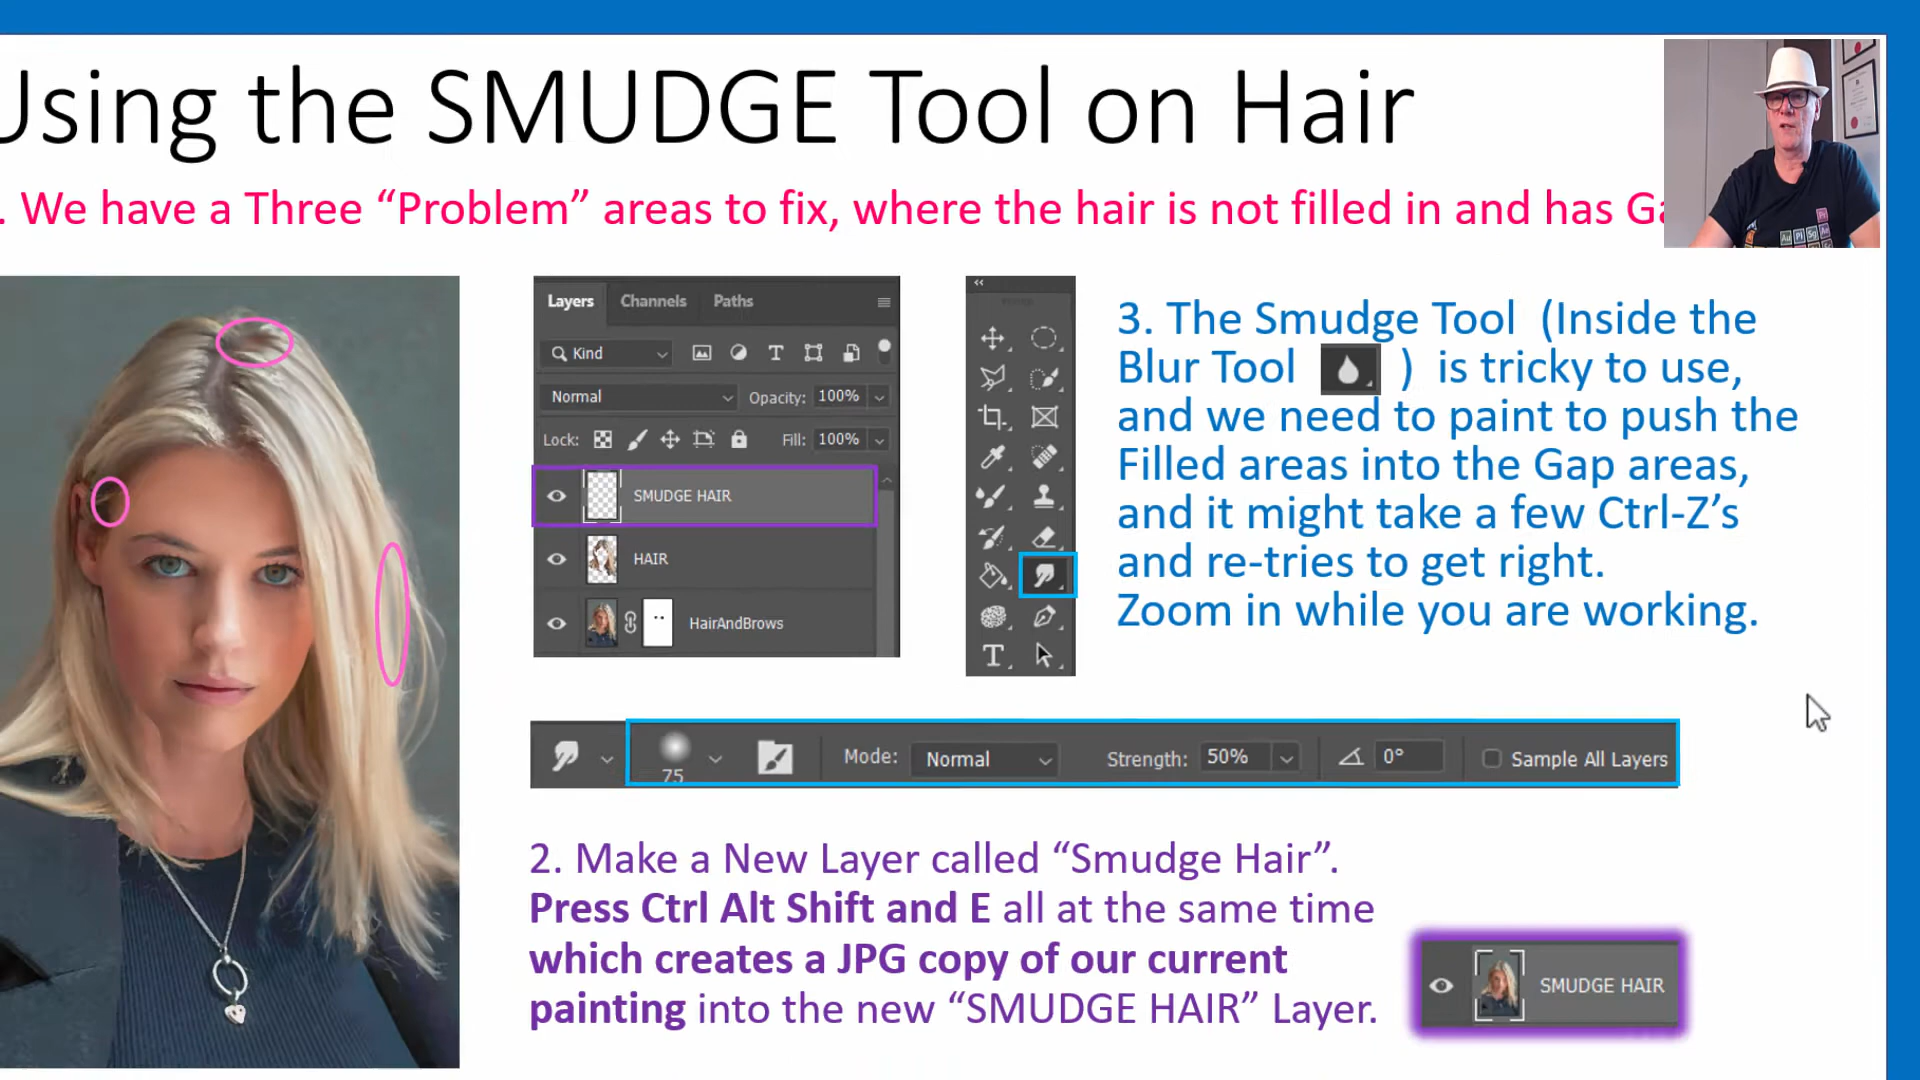 Using the SMUDGE Tool on Hair
. We have a Three “Problem” areas to fix, where the hair is not filled in and has Ga
Layers Channels Paths
Kind
Normal Opacity: 100%
Lock: Fill: 100%
SMUDGE HAIR
HAIR
HairAndBrows
3. The Smudge Tool (Inside the
Blur Tool ) is tricky to use,
and we need to paint to push the
Filled areas into the Gap areas,
and it might take a few Ctrl-Z’s
and re-tries to get right.
Zoom in while you are working.
75 Mode: Normal Strength: 50% 0° Sample All Layers
2. Make a New Layer called “Smudge Hair”.
Press Ctrl Alt Shift and E all at the same time
which creates a JPG copy of our current
painting into the new “SMUDGE HAIR” Layer.
SMUDGE HAIR